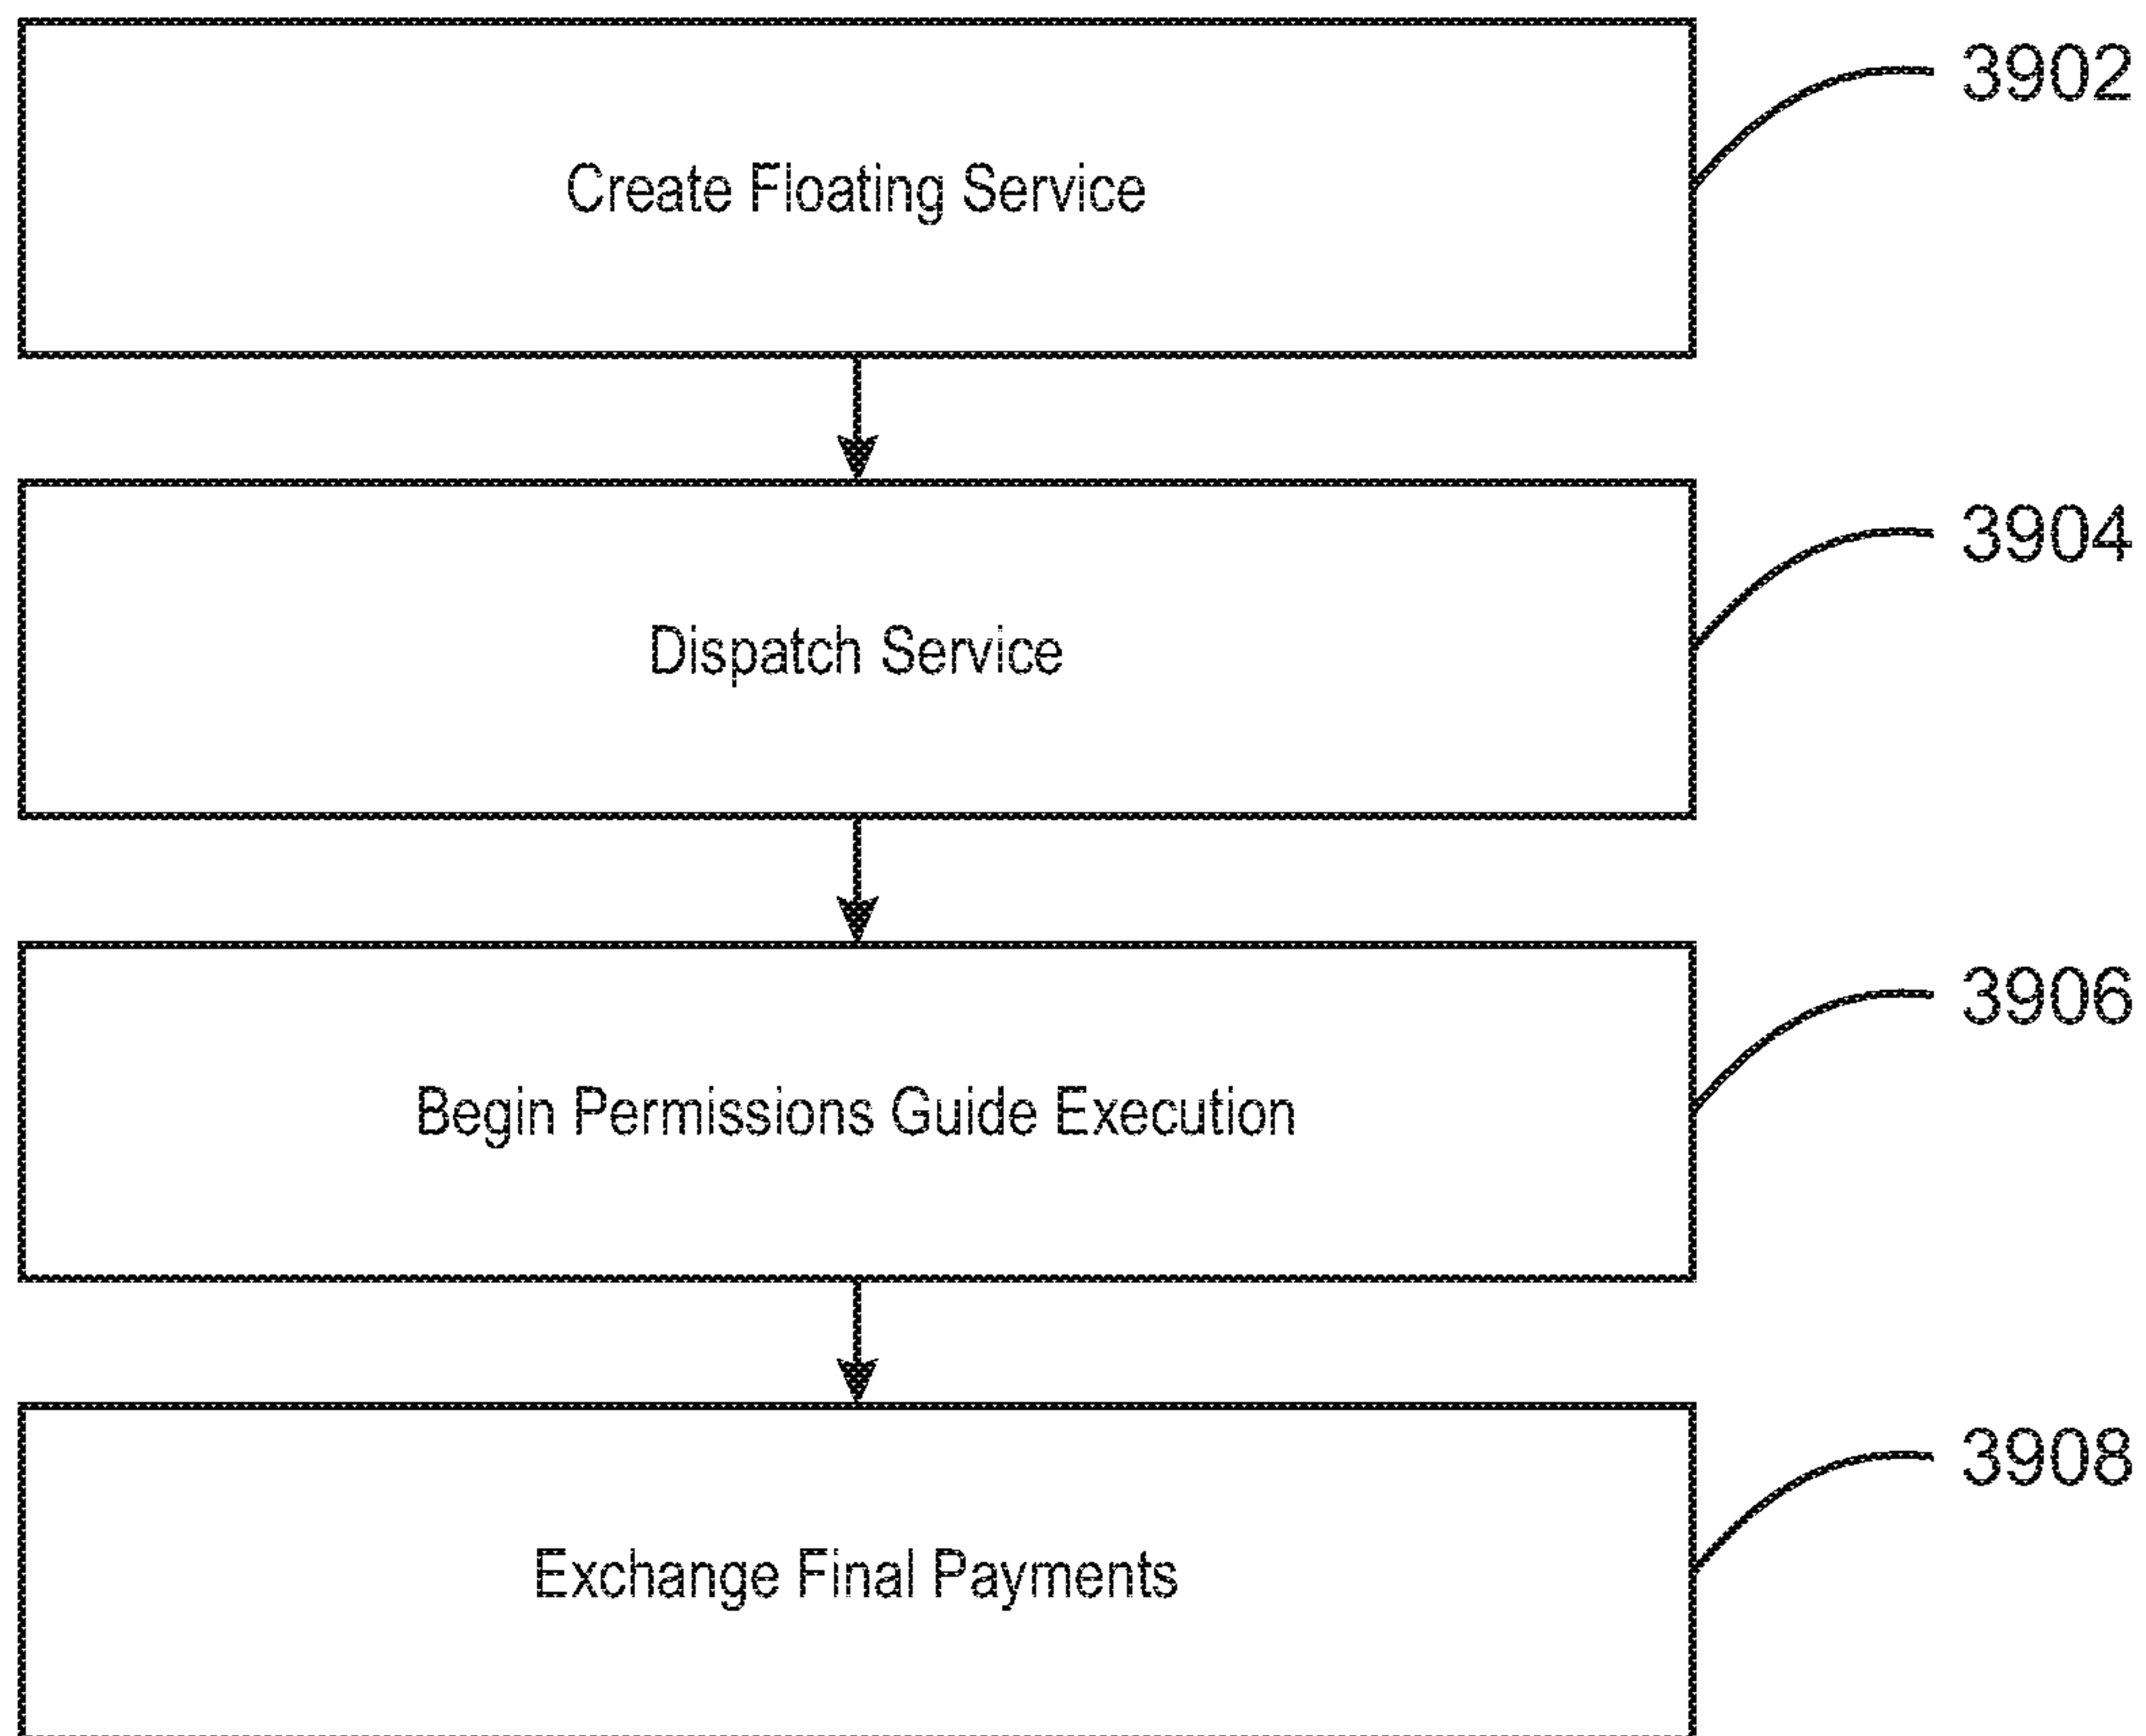 Create Floating Service
3902
Dispatch Service
3904
Begin Permissions Guide Execution
3906
Exchange Final Payments
3908